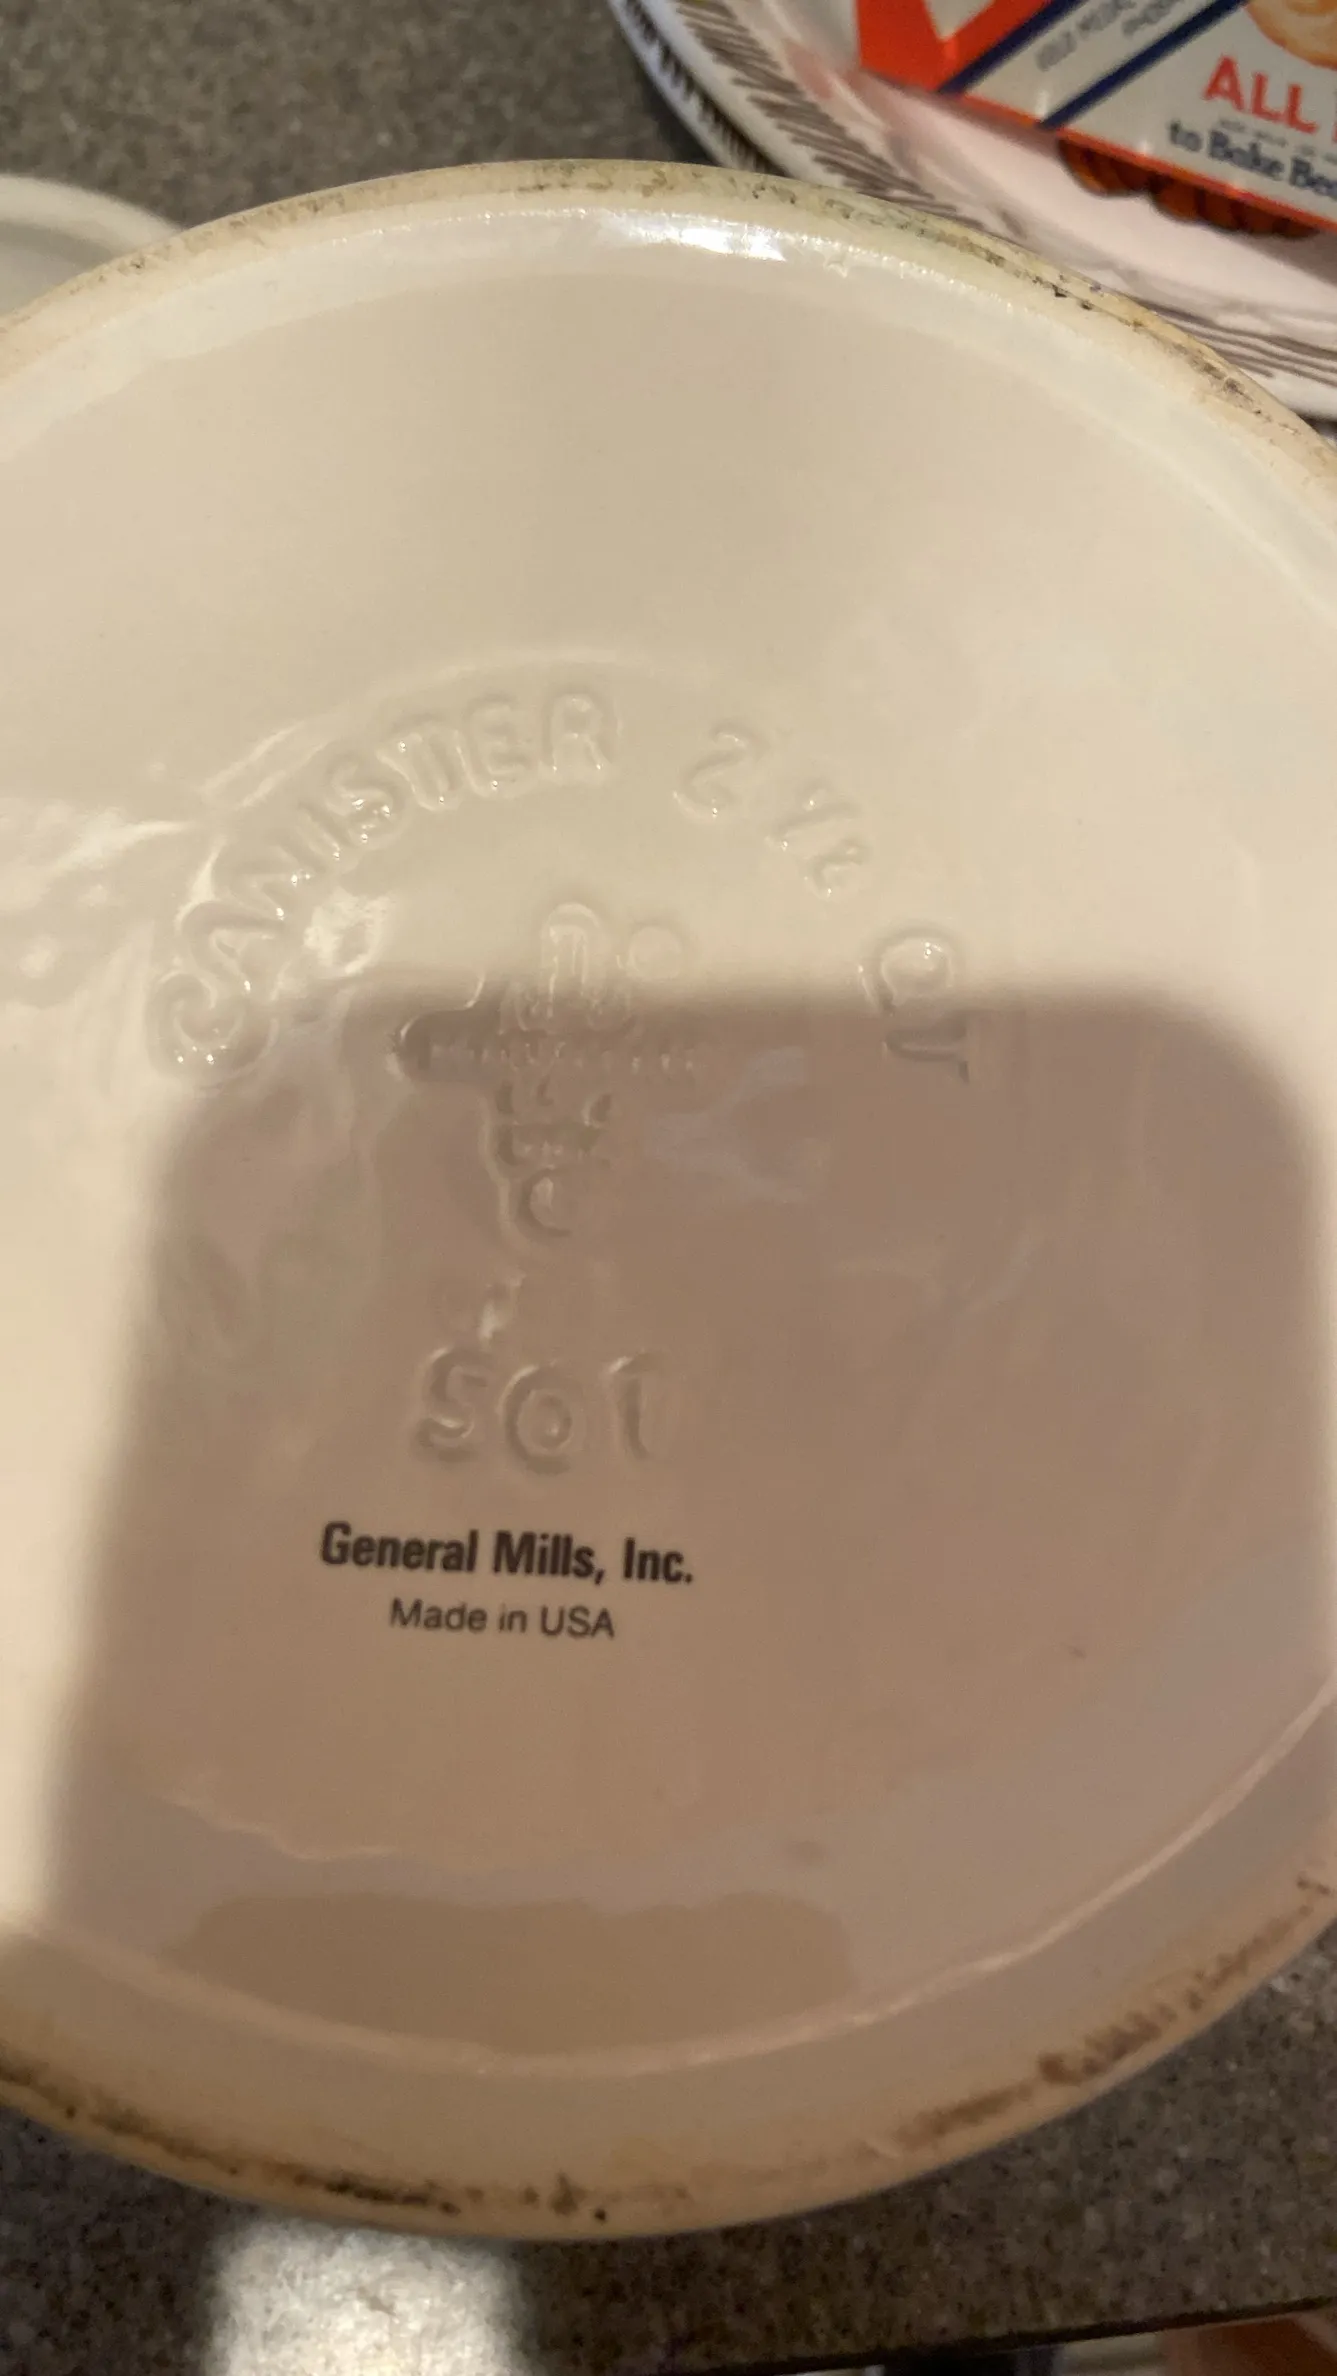 ALL
to Bake Be
CANISTER 2 1/2 QT
501
General Mills, Inc.
Made in USA